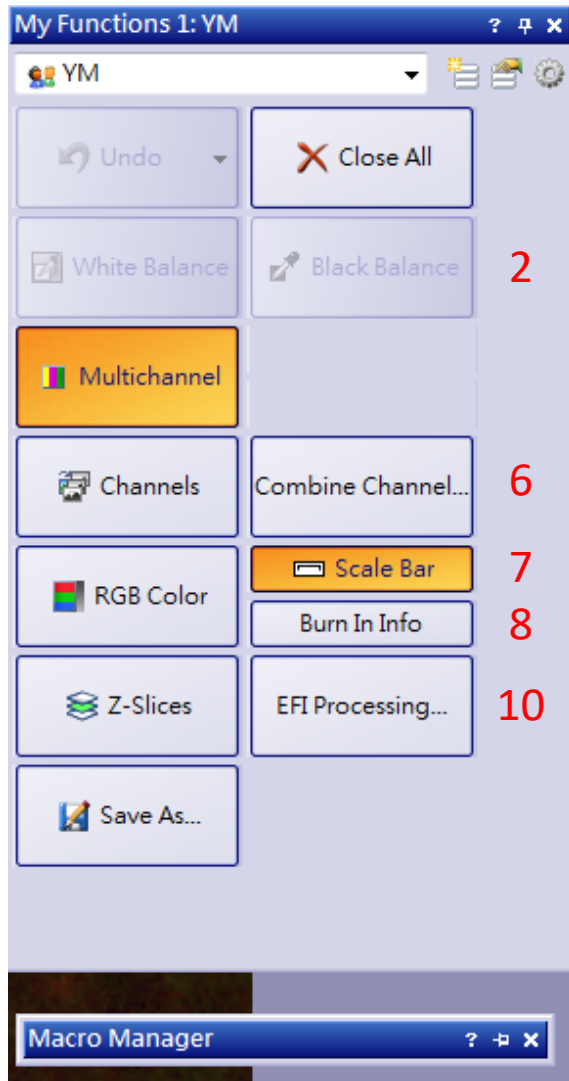 My Functions 1: YM ?
YM
Undo Close All
White Balance Black Balance 2
Multichannel
Channels Combine Channel... 6
RGB Color Scale Bar 7
Burn In Info 8
Z-Slices EFI Processing... 10
Save As...
Macro Manager ?